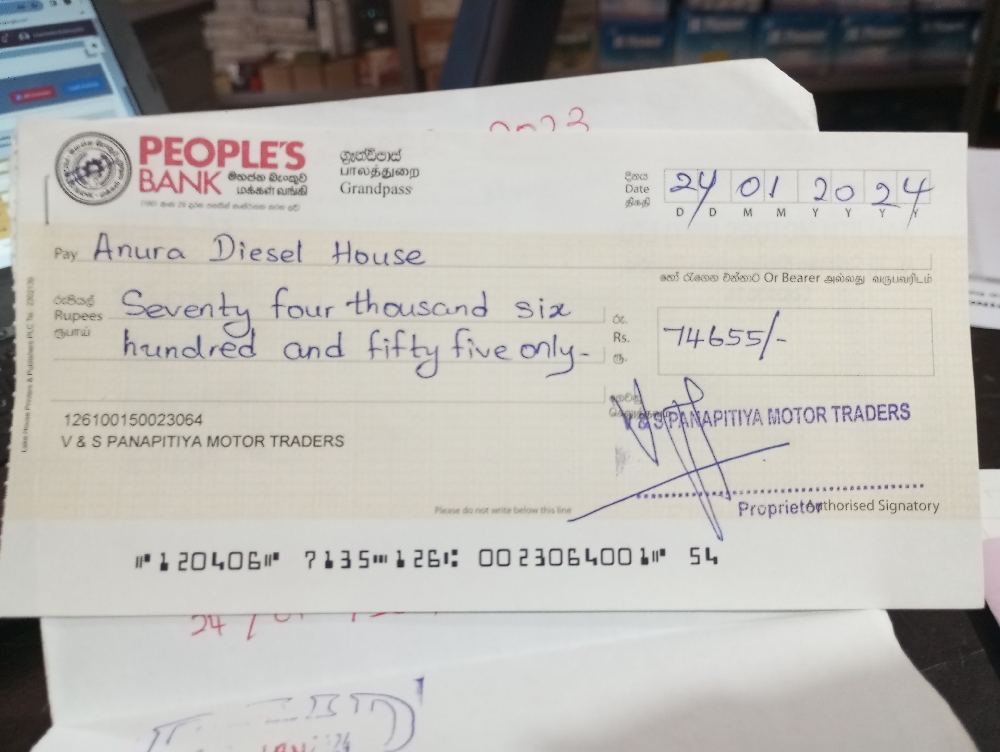 PEOPLE'S
BANK මහජන බැංකුව
மக்கள் வங்கி
ග්‍රෑන්ඩ්පාස්
பாலத்துறை
Grandpass
දිනය
Date
திகதி
24 01 2024
D D M M Y Y Y Y
Pay Anura Diesel House
හෝ රැගෙන එන්නාට Or Bearer அல்லது வருபவரிடம்
රුපියල්
Rupees
ரூபாய்
Seventy four thousand six
hundred and fifty five only-
රු.
Rs.
ரூ.
74655/-
126100150023064
V & S PANAPITIYA MOTOR TRADERS
V & S PANAPITIYA MOTOR TRADERS
Proprietor
Authorised Signatory
Please do not write below this line
⑈120406⑈ 7135⑉126⑆ 0023064001⑈ 54